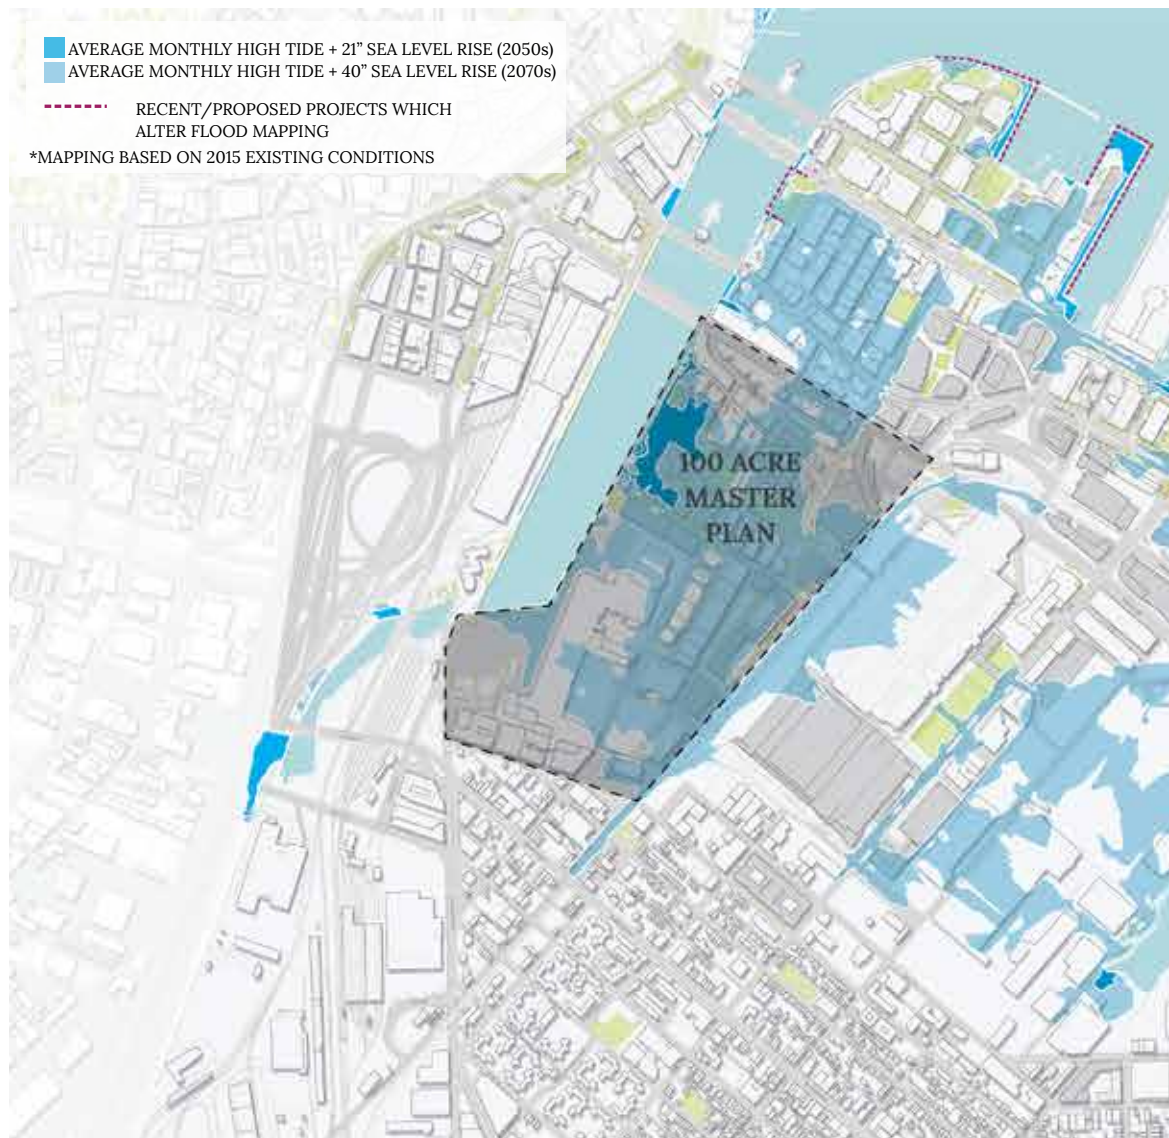 AVERAGE MONTHLY HIGH TIDE + 21” SEA LEVEL RISE (2050s)
AVERAGE MONTHLY HIGH TIDE + 40” SEA LEVEL RISE (2070s)
RECENT/PROPOSED PROJECTS WHICH
ALTER FLOOD MAPPING
*MAPPING BASED ON 2015 EXISTING CONDITIONS
100 ACRE
MASTER
PLAN